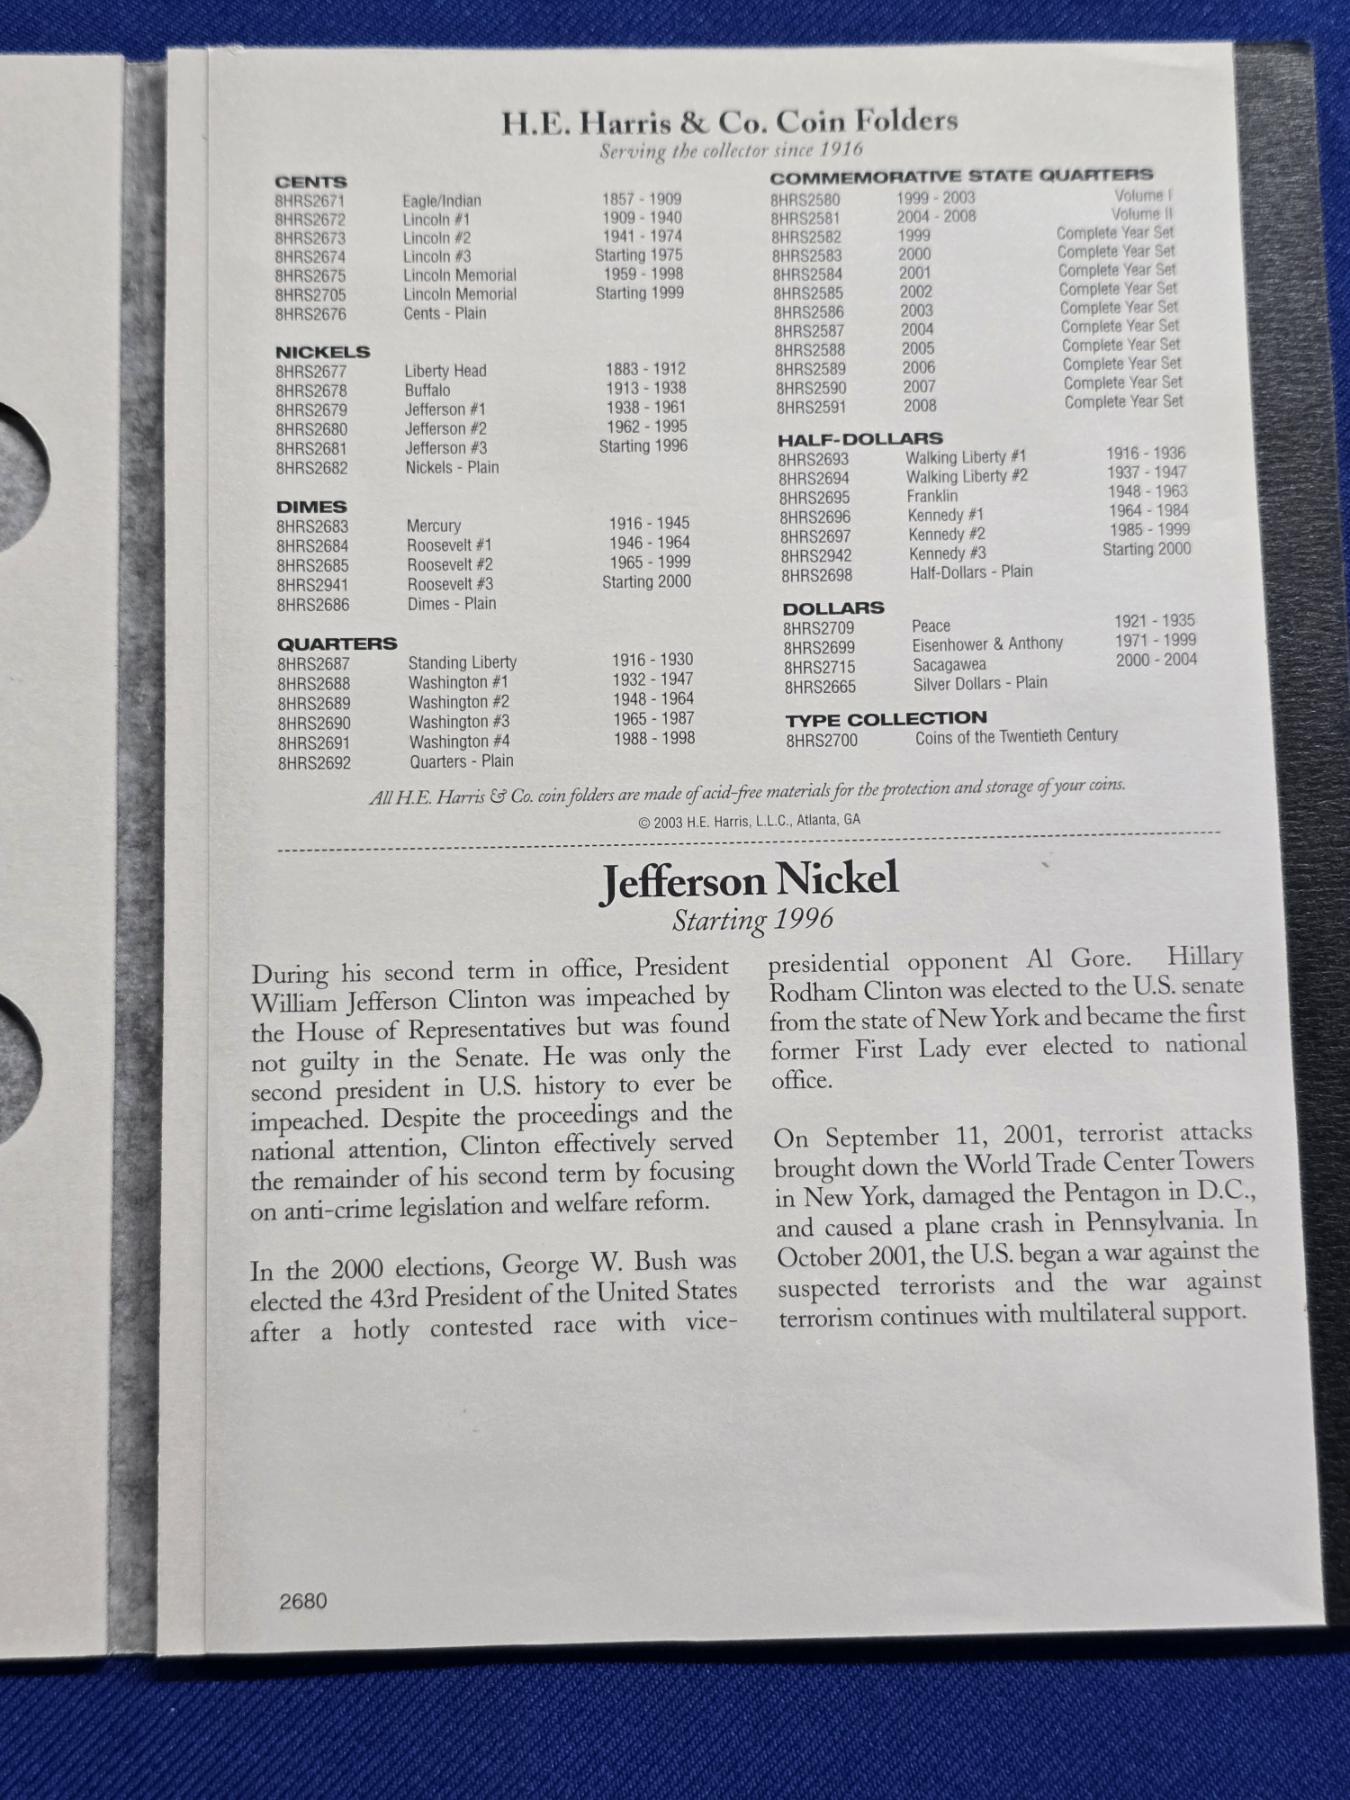 H.E. Harris & Co. Coin Folders
Serving the collector since 1916
CENTS
8HRS2671 Eagle/Indian 1857 - 1909
8HRS2672 Lincoln #1 1909 - 1940
8HRS2673 Lincoln #2 1941 - 1974
8HRS2674 Lincoln #3 Starting 1975
8HRS2675 Lincoln Memorial 1959 - 1998
8HRS2705 Lincoln Memorial Starting 1999
8HRS2676 Cents - Plain
NICKELS
8HRS2677 Liberty Head 1883 - 1912
8HRS2678 Buffalo 1913 - 1938
8HRS2679 Jefferson #1 1938 - 1961
8HRS2680 Jefferson #2 1962 - 1995
8HRS2681 Jefferson #3 Starting 1996
8HRS2682 Nickels - Plain
DIMES
8HRS2683 Mercury 1916 - 1945
8HRS2684 Roosevelt #1 1946 - 1964
8HRS2685 Roosevelt #2 1965 - 1999
8HRS2941 Roosevelt #3 Starting 2000
8HRS2686 Dimes - Plain
QUARTERS
8HRS2687 Standing Liberty 1916 - 1930
8HRS2688 Washington #1 1932 - 1947
8HRS2689 Washington #2 1948 - 1964
8HRS2690 Washington #3 1965 - 1987
8HRS2691 Washington #4 1988 - 1998
8HRS2692 Quarters - Plain
COMMEMORATIVE STATE QUARTERS
8HRS2580 1999 - 2003 Volume I
8HRS2581 2004 - 2008 Volume II
8HRS2582 1999 Complete Year Set
8HRS2583 2000 Complete Year Set
8HRS2584 2001 Complete Year Set
8HRS2585 2002 Complete Year Set
8HRS2586 2003 Complete Year Set
8HRS2587 2004 Complete Year Set
8HRS2588 2005 Complete Year Set
8HRS2589 2006 Complete Year Set
8HRS2590 2007 Complete Year Set
8HRS2591 2008 Complete Year Set
HALF-DOLLARS
8HRS2693 Walking Liberty #1 1916 - 1936
8HRS2694 Walking Liberty #2 1937 - 1947
8HRS2695 Franklin 1948 - 1963
8HRS2696 Kennedy #1 1964 - 1984
8HRS2697 Kennedy #2 1985 - 1999
8HRS2942 Kennedy #3 Starting 2000
8HRS2698 Half-Dollars - Plain
DOLLARS
8HRS2709 Peace 1921 - 1935
8HRS2699 Eisenhower & Anthony 1971 - 1999
8HRS2715 Sacagawea 2000 - 2004
8HRS2665 Silver Dollars - Plain
TYPE COLLECTION
8HRS2700 Coins of the Twentieth Century
All H.E. Harris & Co. coin folders are made of acid-free materials for the protection and storage of your coins.
© 2003 H.E. Harris, L.L.C., Atlanta, GA
Jefferson Nickel
Starting 1996
During his second term in office, President
William Jefferson Clinton was impeached by
the House of Representatives but was found
not guilty in the Senate. He was only the
second president in U.S. history to ever be
impeached. Despite the proceedings and the
national attention, Clinton effectively served
the remainder of his second term by focusing
on anti-crime legislation and welfare reform.
In the 2000 elections, George W. Bush was
elected the 43rd President of the United States
after a hotly contested race with vice-
presidential opponent Al Gore. Hillary
Rodham Clinton was elected to the U.S. senate
from the state of New York and became the first
former First Lady ever elected to national
office.
On September 11, 2001, terrorist attacks
brought down the World Trade Center Towers
in New York, damaged the Pentagon in D.C.,
and caused a plane crash in Pennsylvania. In
October 2001, the U.S. began a war against the
suspected terrorists and the war against
terrorism continues with multilateral support.
2680